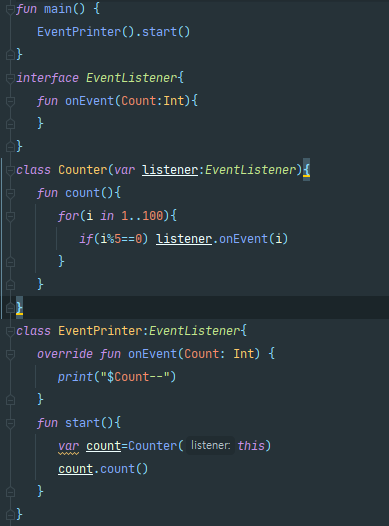 fun main() {
    EventPrinter().start()
}
interface EventListener{
    fun onEvent(Count:Int){
    }
}
class Counter(var listener:EventListener){
    fun count(){
        for(i in 1..100){
            if(i%5==0) listener.onEvent(i)
        }
    }
}
class EventPrinter:EventListener{
    override fun onEvent(Count: Int) {
        print("$Count--")
    }
    fun start(){
        var count=Counter( listener: this)
        count.count()
    }
}